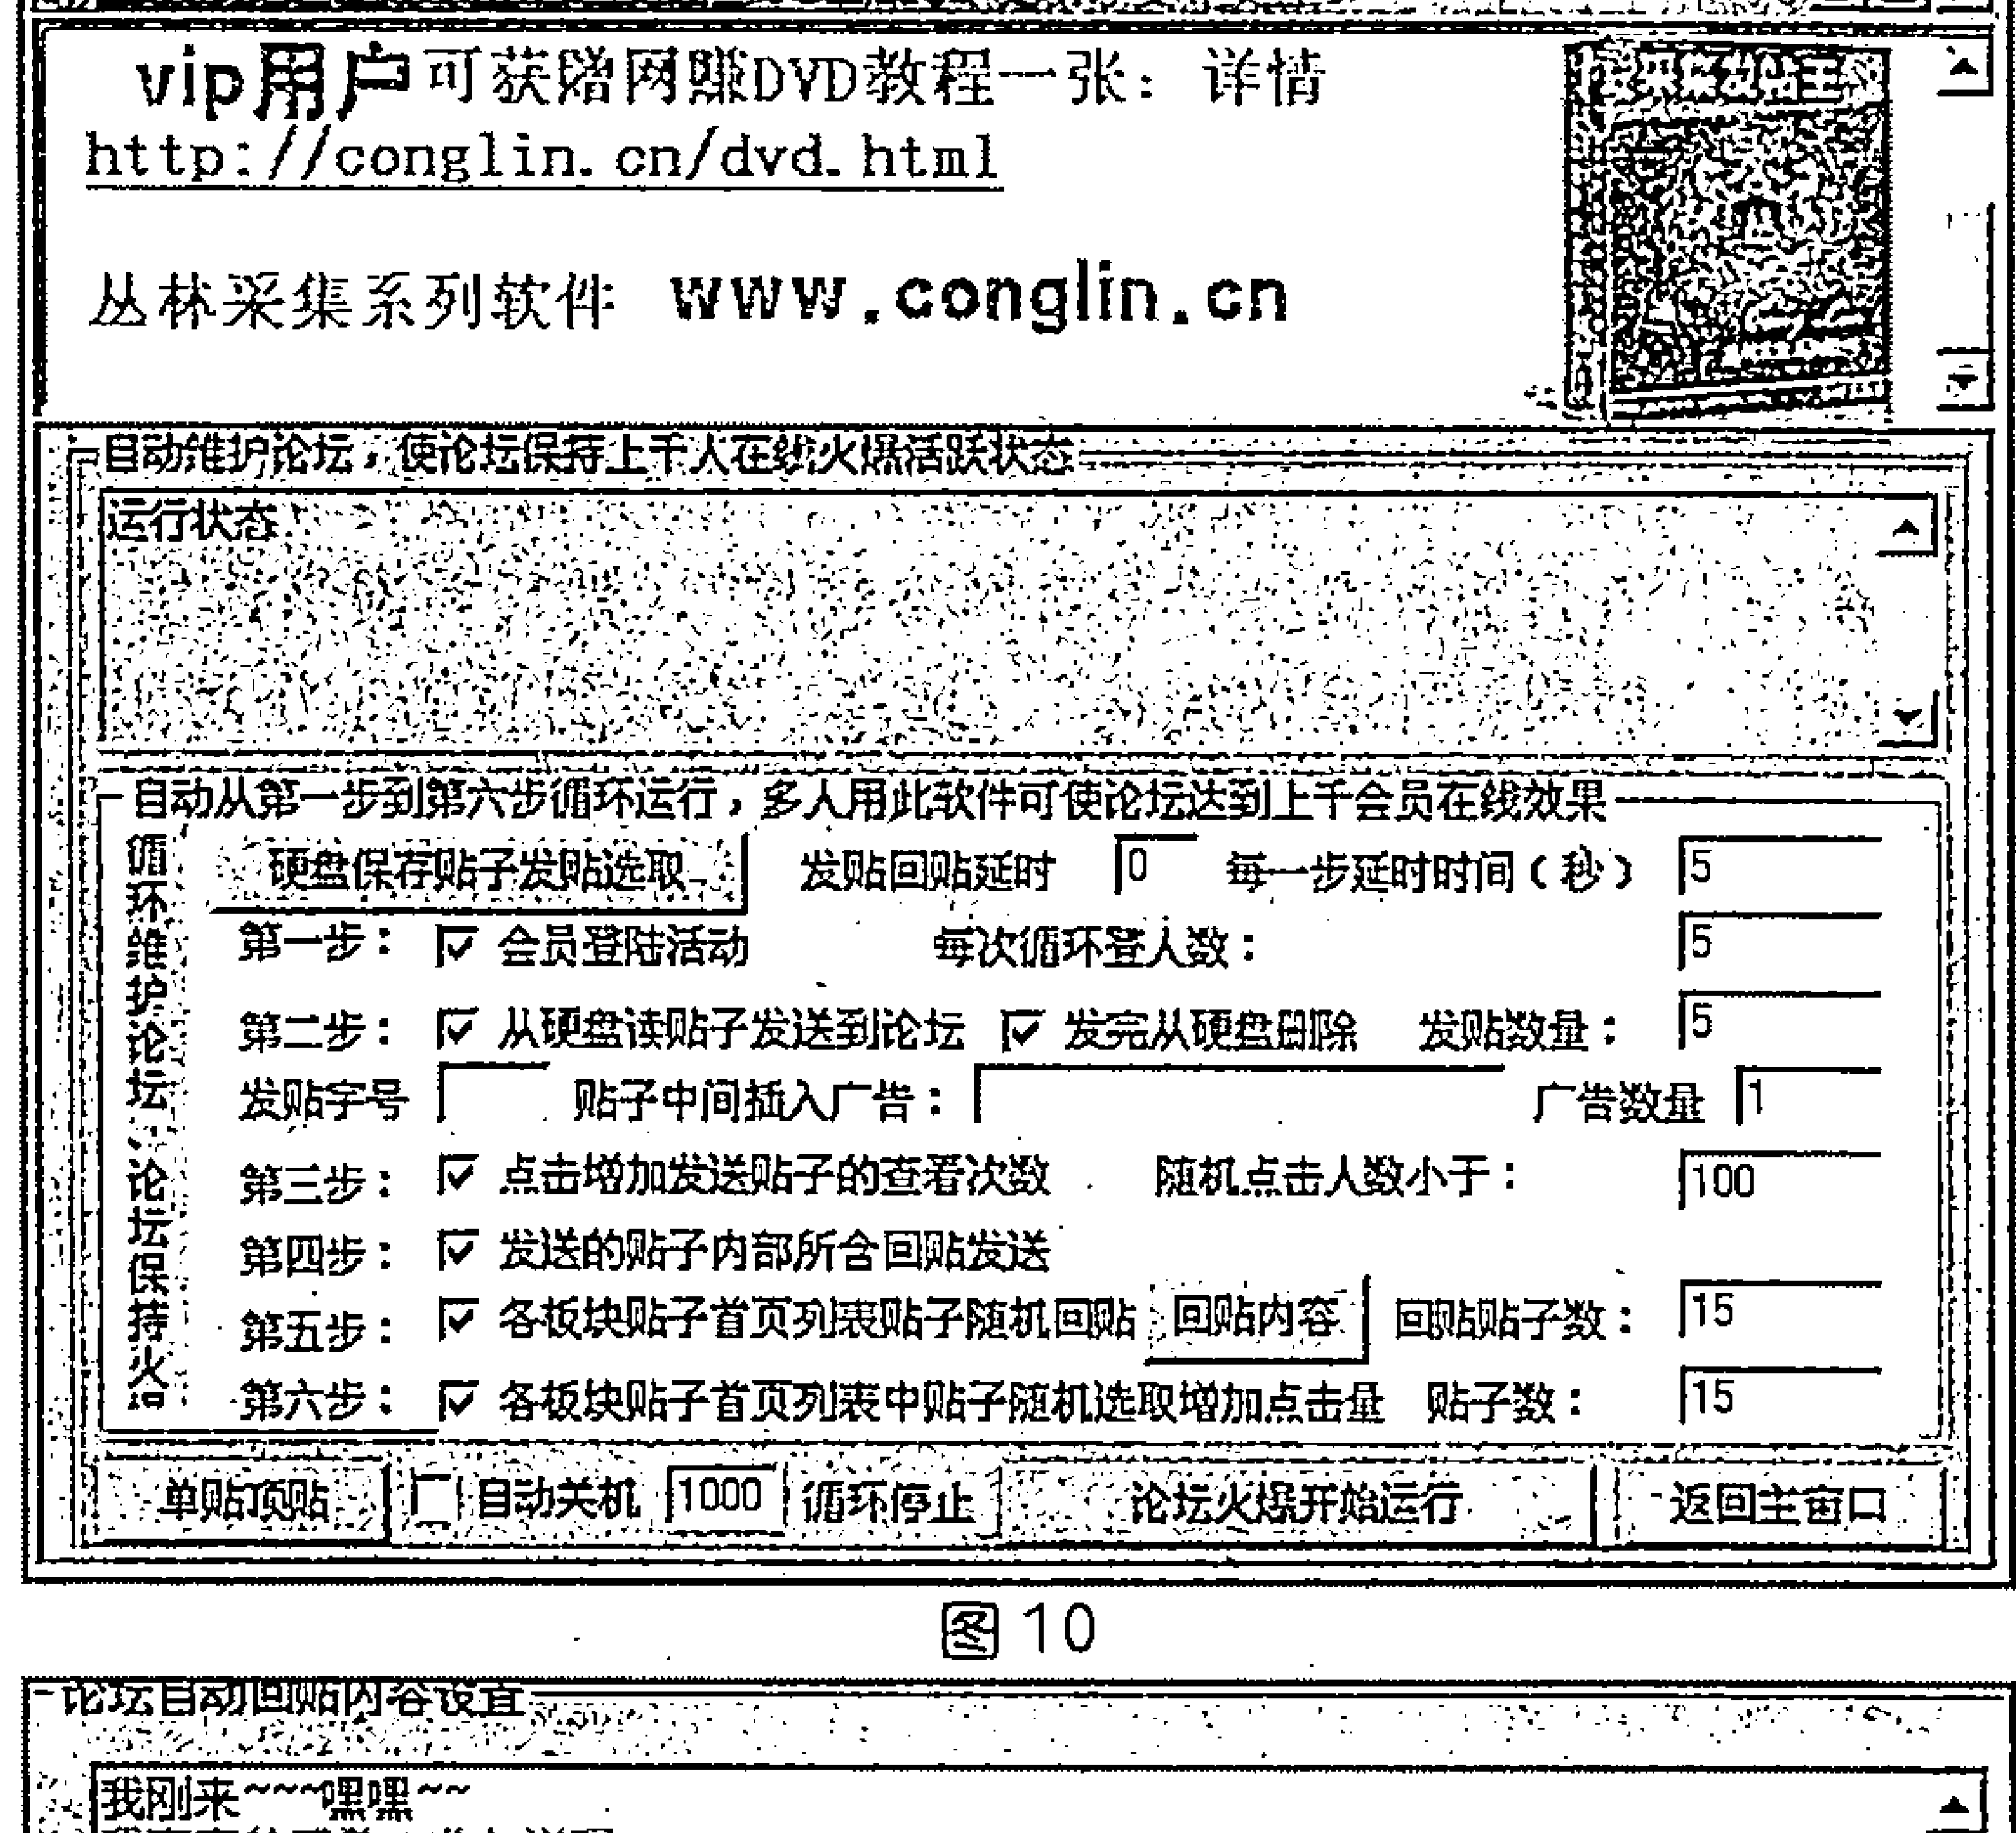 vip用户可获赠网赚DVD教程一张：详情
http://conglin.cn/dvd.html
丛林采集系列软件 www.conglin.cn
自动维护论坛，使论坛保持上千人在线火爆活跃状态
运行状态
自动从第一步到第六步循环运行，多人用此软件可使论坛达到上千会员在线效果
循环维护论坛，论坛保持火
硬盘保存贴子发贴选取 发贴回贴延时 0 每一步延时时间（秒） 5
第一步： 会员登陆活动 每次循环登人数： 5
第二步： 从硬盘读贴子发送到论坛 发完从硬盘删除 发贴数量： 5
发贴字号 贴子中间插入广告： 广告数量 1
第三步： 点击增加发送贴子的查看次数 随机点击人数小于： 100
第四步： 发送的贴子内部所含回贴发送
第五步： 各板块贴子首页列表贴子随机回贴 回贴内容 回贴贴子数： 15
第六步： 各板块贴子首页列表中贴子随机选取增加点击量 贴子数： 15
单贴顶贴 自动关机 1000 循环停止 论坛火爆开始运行 返回主窗口
图 10
论坛自动回贴内容设置
我刚来~~~嘿嘿~~